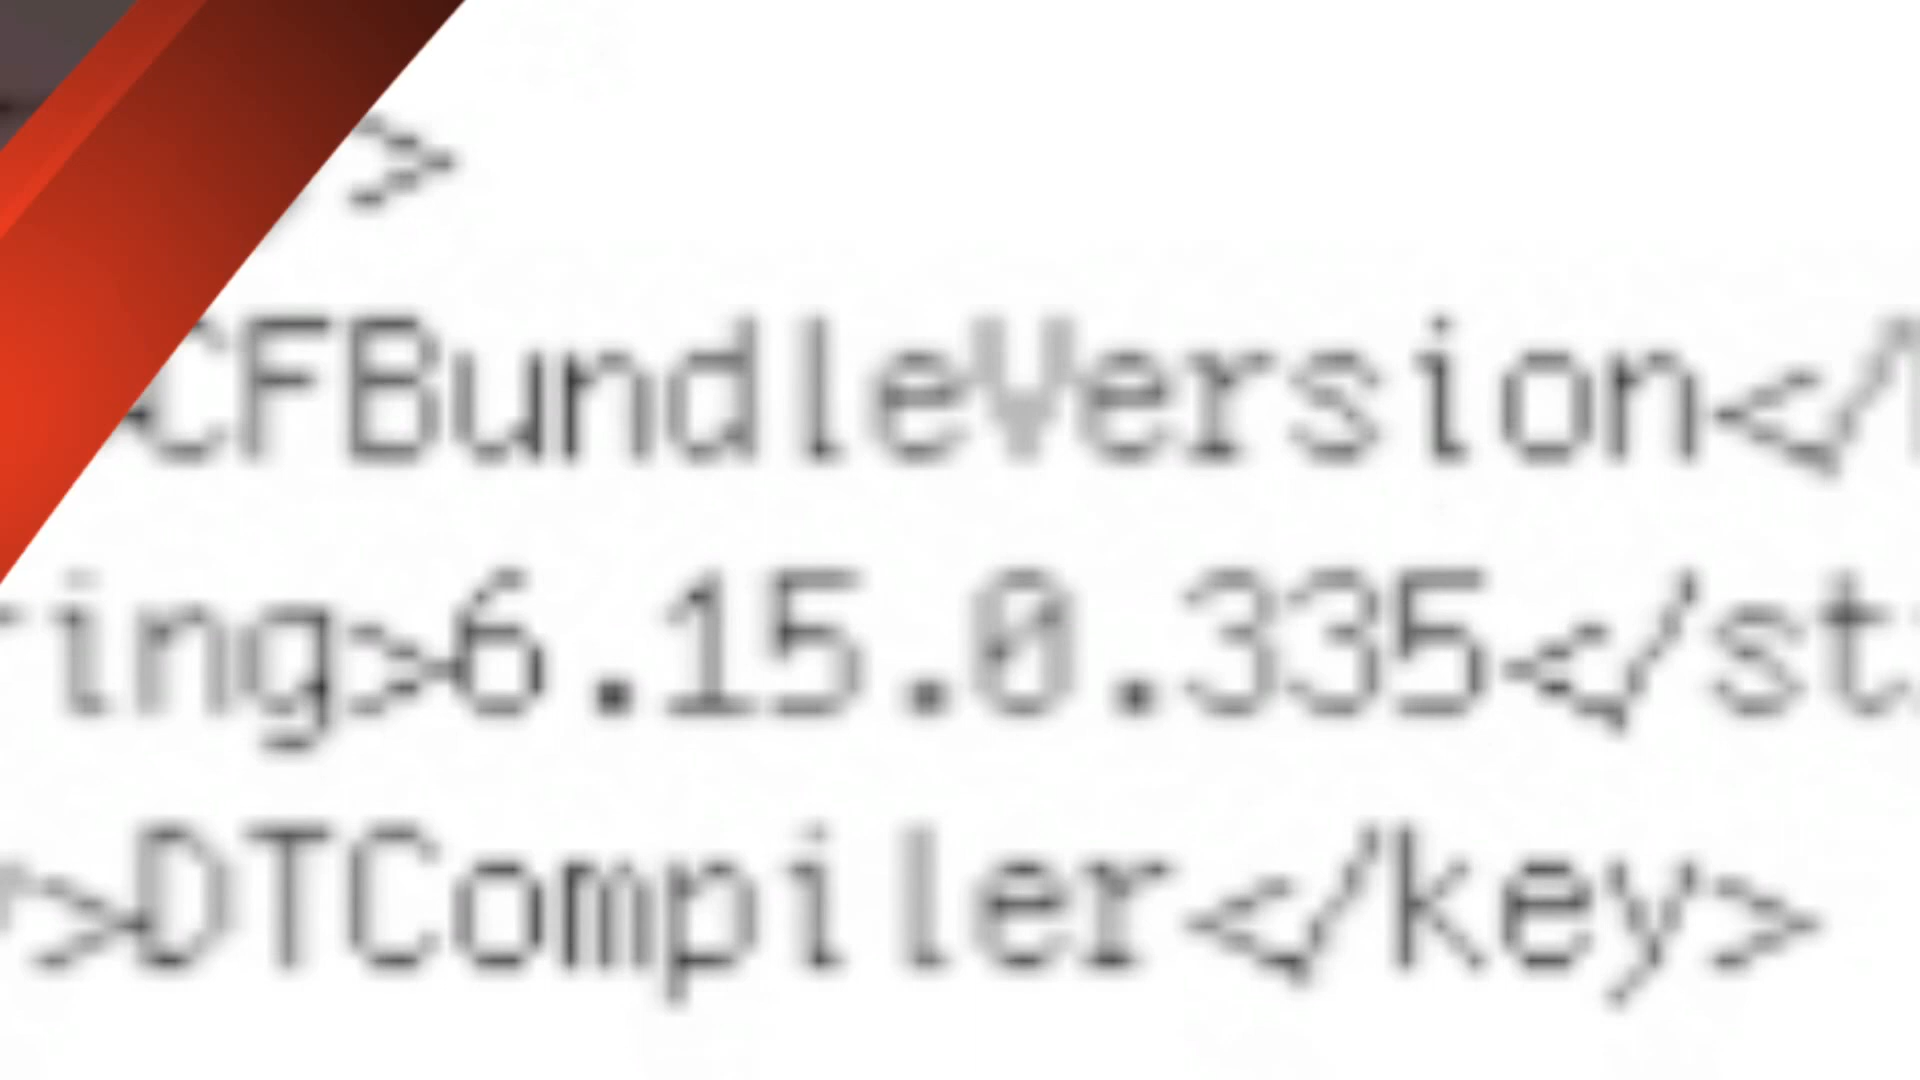 >
CFBundleVersion</
ring>6.15.0.335</st
>DTCompiler</key>